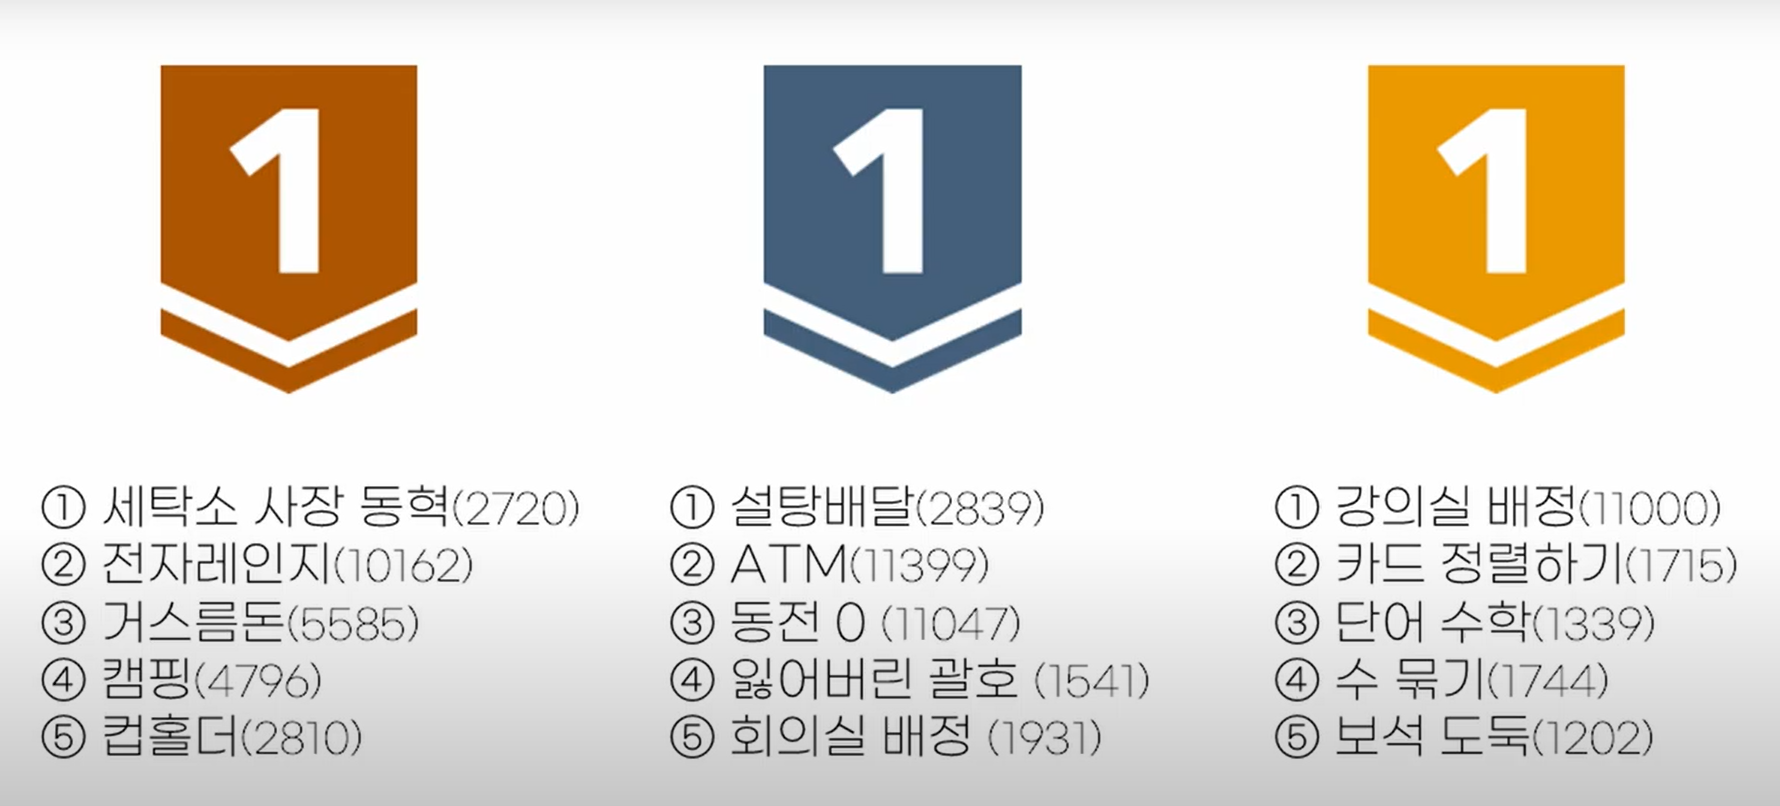 1
① 세탁소 사장 동혁(2720)
② 전자레인지(10162)
③ 거스름돈(5585)
④ 캠핑(4796)
⑤ 컵홀더(2810)
1
① 설탕배달(2839)
② ATM(11399)
③ 동전 0 (11047)
④ 잃어버린 괄호 (1541)
⑤ 회의실 배정 (1931)
1
① 강의실 배정(11000)
② 카드 정렬하기(1715)
③ 단어 수학(1339)
④ 수 묶기(1744)
⑤ 보석 도둑(1202)